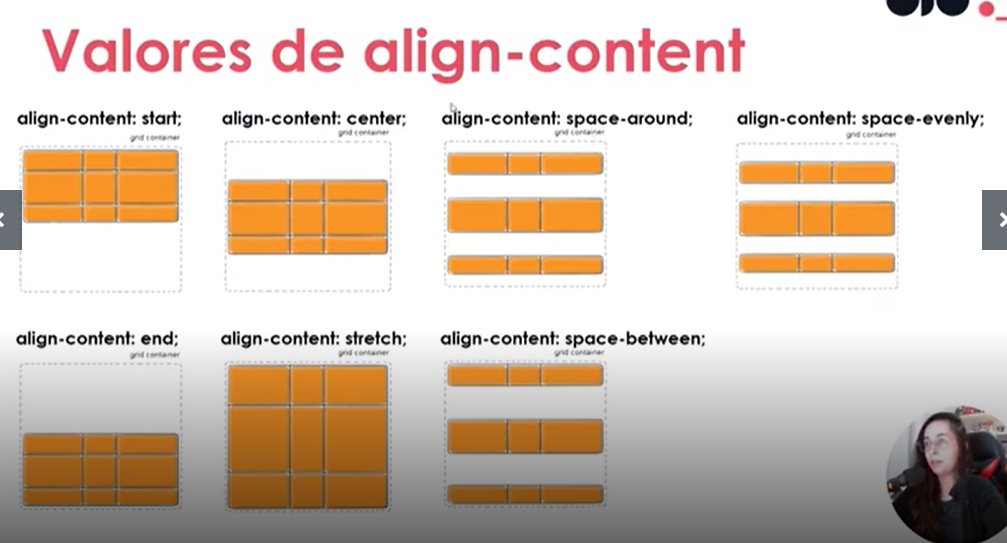 Valores de align-content
align-content: start;
grid container
align-content: center;
grid container
align-content: space-around;
grid container
align-content: space-evenly;
grid container
align-content: end;
grid container
align-content: stretch;
grid container
align-content: space-between;
grid container